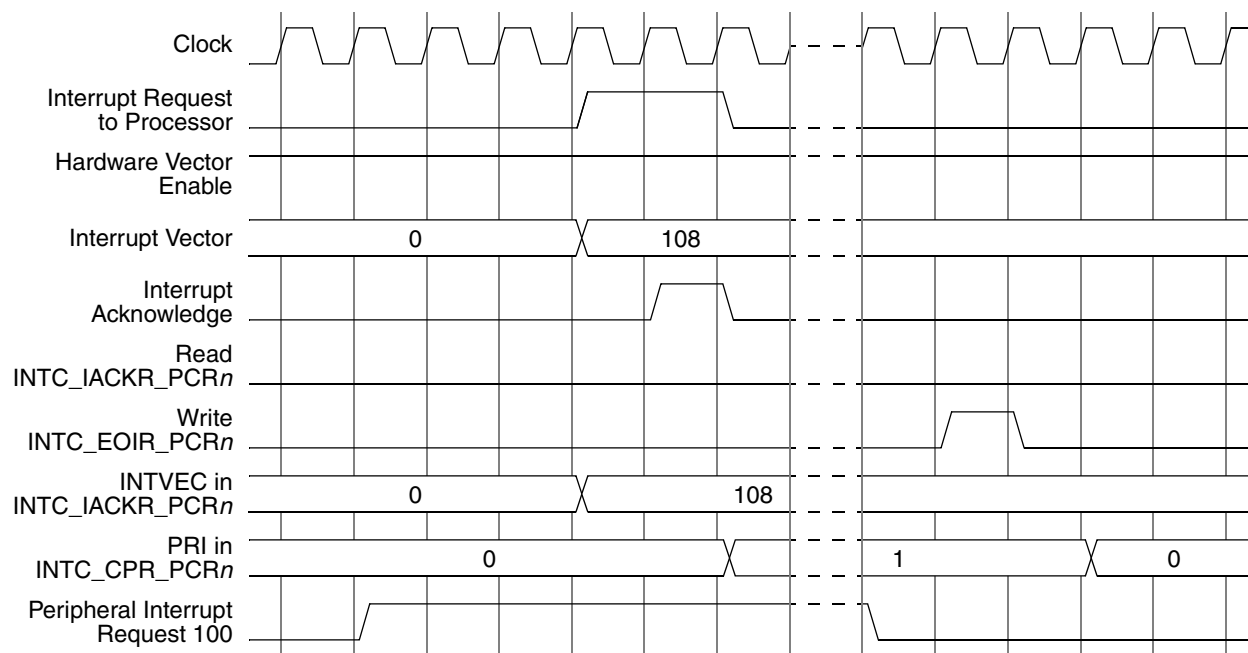 Clock
Interrupt Request
to Processor
Hardware Vector
Enable
Interrupt Vector
0
108
Interrupt
Acknowledge
Read
INTC_IACKR_PCRn
Write
INTC_EOIR_PCRn
INTVEC in
INTC_IACKR_PCRn
0
108
PRI in
INTC_CPR_PCRn
0
1
0
Peripheral Interrupt
Request 100